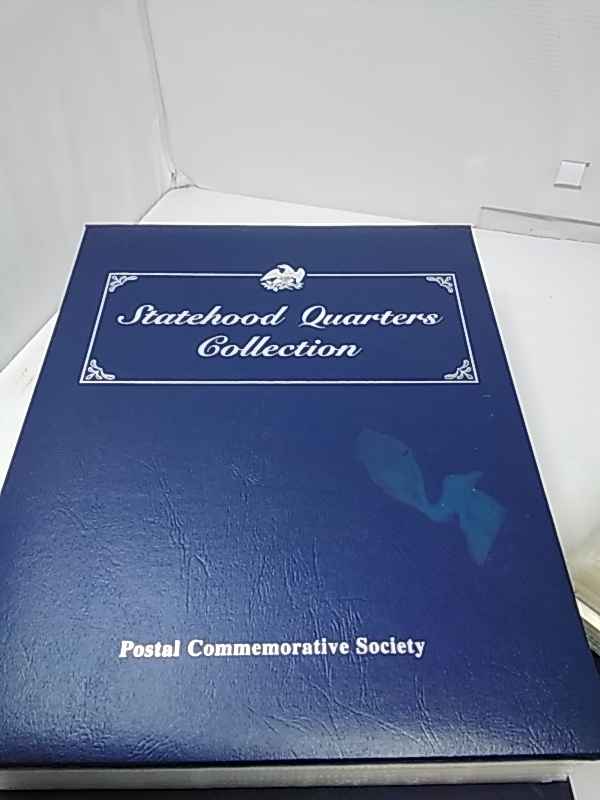 Statehood Quarters
Collection
Postal Commemorative Society